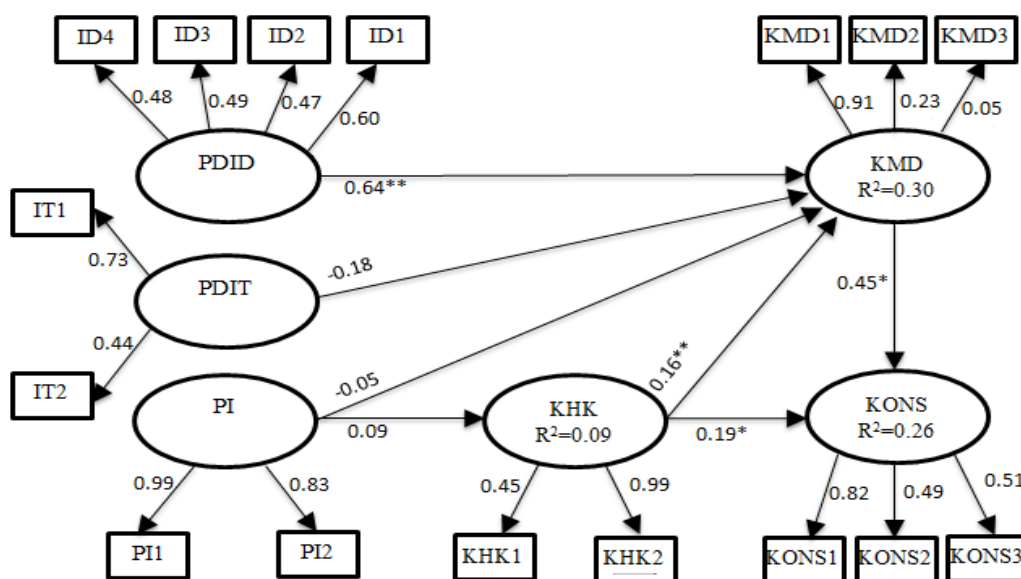 ID4
ID3
ID2
ID1
KMD1
KMD2
KMD3
0.48
0.49
0.47
0.60
0.91
0.23
0.05
PDID
0.64**
KMD
R²=0.30
IT1
0.73
PDIT
-0.18
0.45*
0.44
IT2
PI
-0.05
0.09
KHK
R²=0.09
0.16**
0.19*
KONS
R²=0.26
0.99
0.83
0.45
0.99
0.82
0.49
0.51
PI1
PI2
KHK1
KHK2
KONS1
KONS2
KONS3